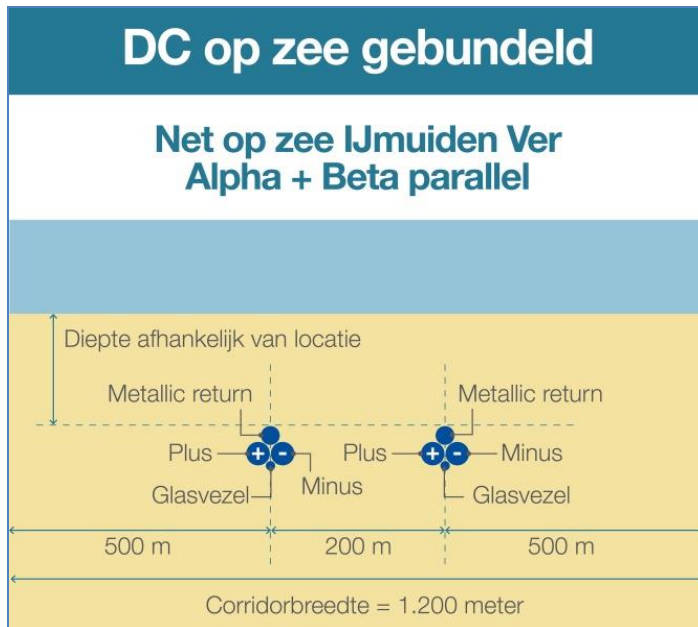 DC op zee gebundeld
Net op zee IJmuiden Ver
Alpha + Beta parallel
Diepte afhankelijk van locatie
Metallic return
Metallic return
Plus
+
-
Minus
Plus
+
-
Minus
Glasvezel
Glasvezel
500 m
200 m
500 m
Corridorbreedte = 1.200 meter